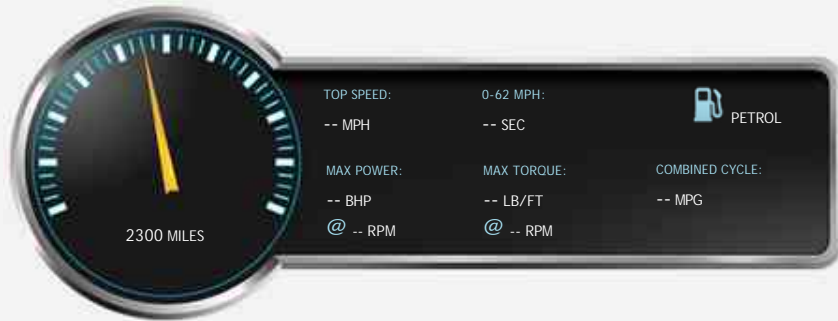 TOP SPEED:
-- MPH
0-62 MPH:
-- SEC
PETROL
MAX POWER:
-- BHP
@ -- RPM
MAX TORQUE:
-- LB/FT
@ -- RPM
COMBINED CYCLE:
-- MPG
2300 MILES